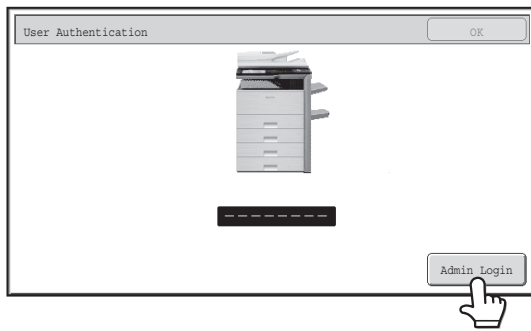 User Authentication
OK
--------
Admin Login